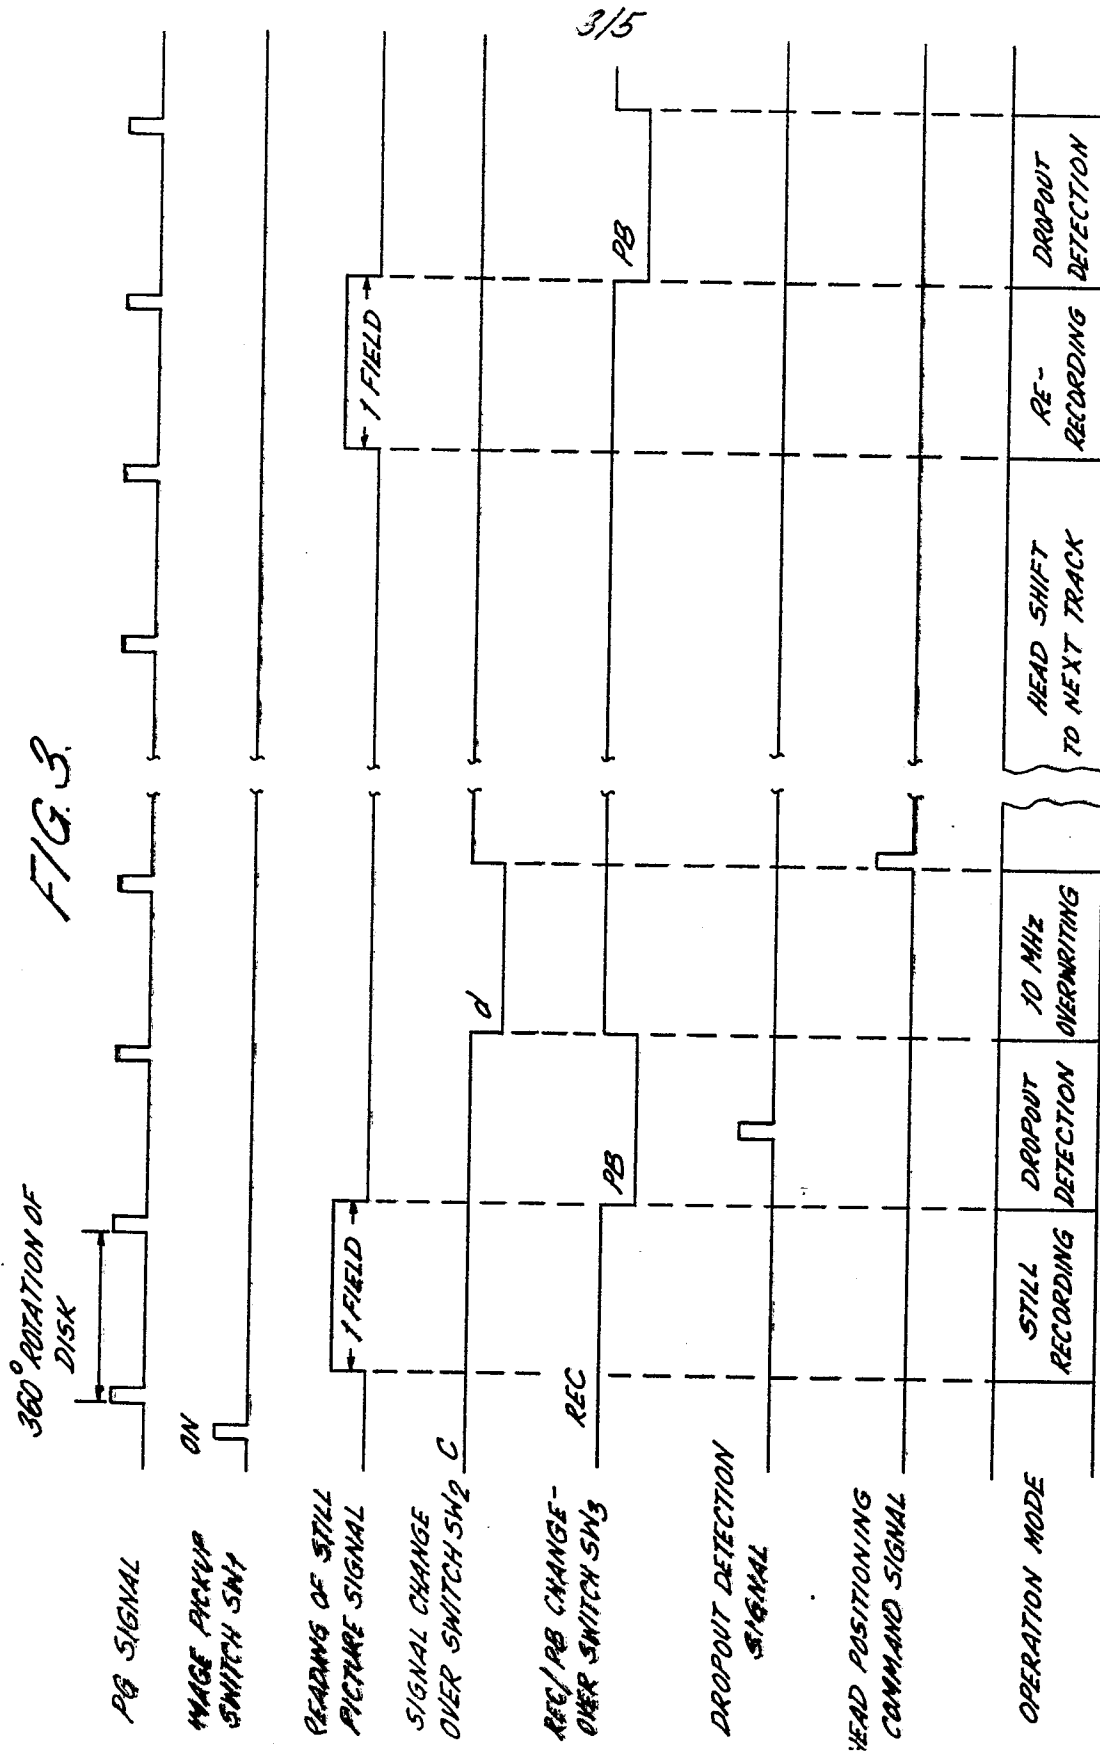 3/5
FIG. 3.
360° ROTATION OF
DISK
PG SIGNAL
ON
IMAGE PICKUP
SWITCH SW1
READING OF STILL
PICTURE SIGNAL
1 FIELD
1 FIELD
SIGNAL CHANGE
OVER SWITCH SW2
C
d
REC/PB CHANGE-
OVER SWITCH SW3
REC
PB
PB
DROPOUT DETECTION
SIGNAL
HEAD POSITIONING
COMMAND SIGNAL
OPERATION MODE
STILL
RECORDING
DROPOUT
DETECTION
10 MHz
OVERWRITING
HEAD SHIFT
TO NEXT TRACK
RE-
RECORDING
DROPOUT
DETECTION